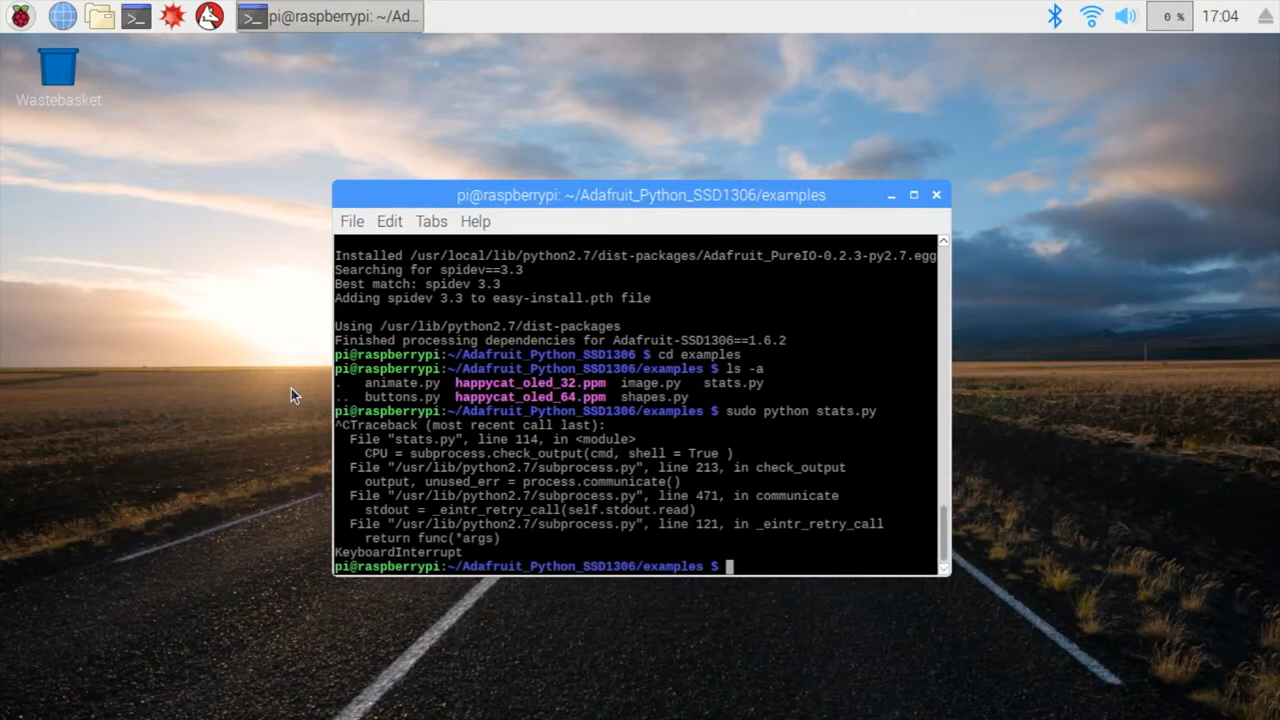 pi@raspberrypi: ~/Ad...
0 %
17:04
Wastebasket
pi@raspberrypi: ~/Adafruit_Python_SSD1306/examples
File Edit Tabs Help
Installed /usr/local/lib/python2.7/dist-packages/Adafruit_PureIO-0.2.3-py2.7.egg
Searching for spidev==3.3
Best match: spidev 3.3
Adding spidev 3.3 to easy-install.pth file
Using /usr/lib/python2.7/dist-packages
Finished processing dependencies for Adafruit-SSD1306==1.6.2
pi@raspberrypi:~/Adafruit_Python_SSD1306 $ cd examples
pi@raspberrypi:~/Adafruit_Python_SSD1306/examples $ ls -a
. animate.py happycat_oled_32.ppm image.py stats.py
.. buttons.py happycat_oled_64.ppm shapes.py
pi@raspberrypi:~/Adafruit_Python_SSD1306/examples $ sudo python stats.py
^CTraceback (most recent call last):
File "stats.py", line 114, in <module>
CPU = subprocess.check_output(cmd, shell = True )
File "/usr/lib/python2.7/subprocess.py", line 213, in check_output
output, unused_err = process.communicate()
File "/usr/lib/python2.7/subprocess.py", line 471, in communicate
stdout = _eintr_retry_call(self.stdout.read)
File "/usr/lib/python2.7/subprocess.py", line 121, in _eintr_retry_call
return func(*args)
KeyboardInterrupt
pi@raspberrypi:~/Adafruit_Python_SSD1306/examples $